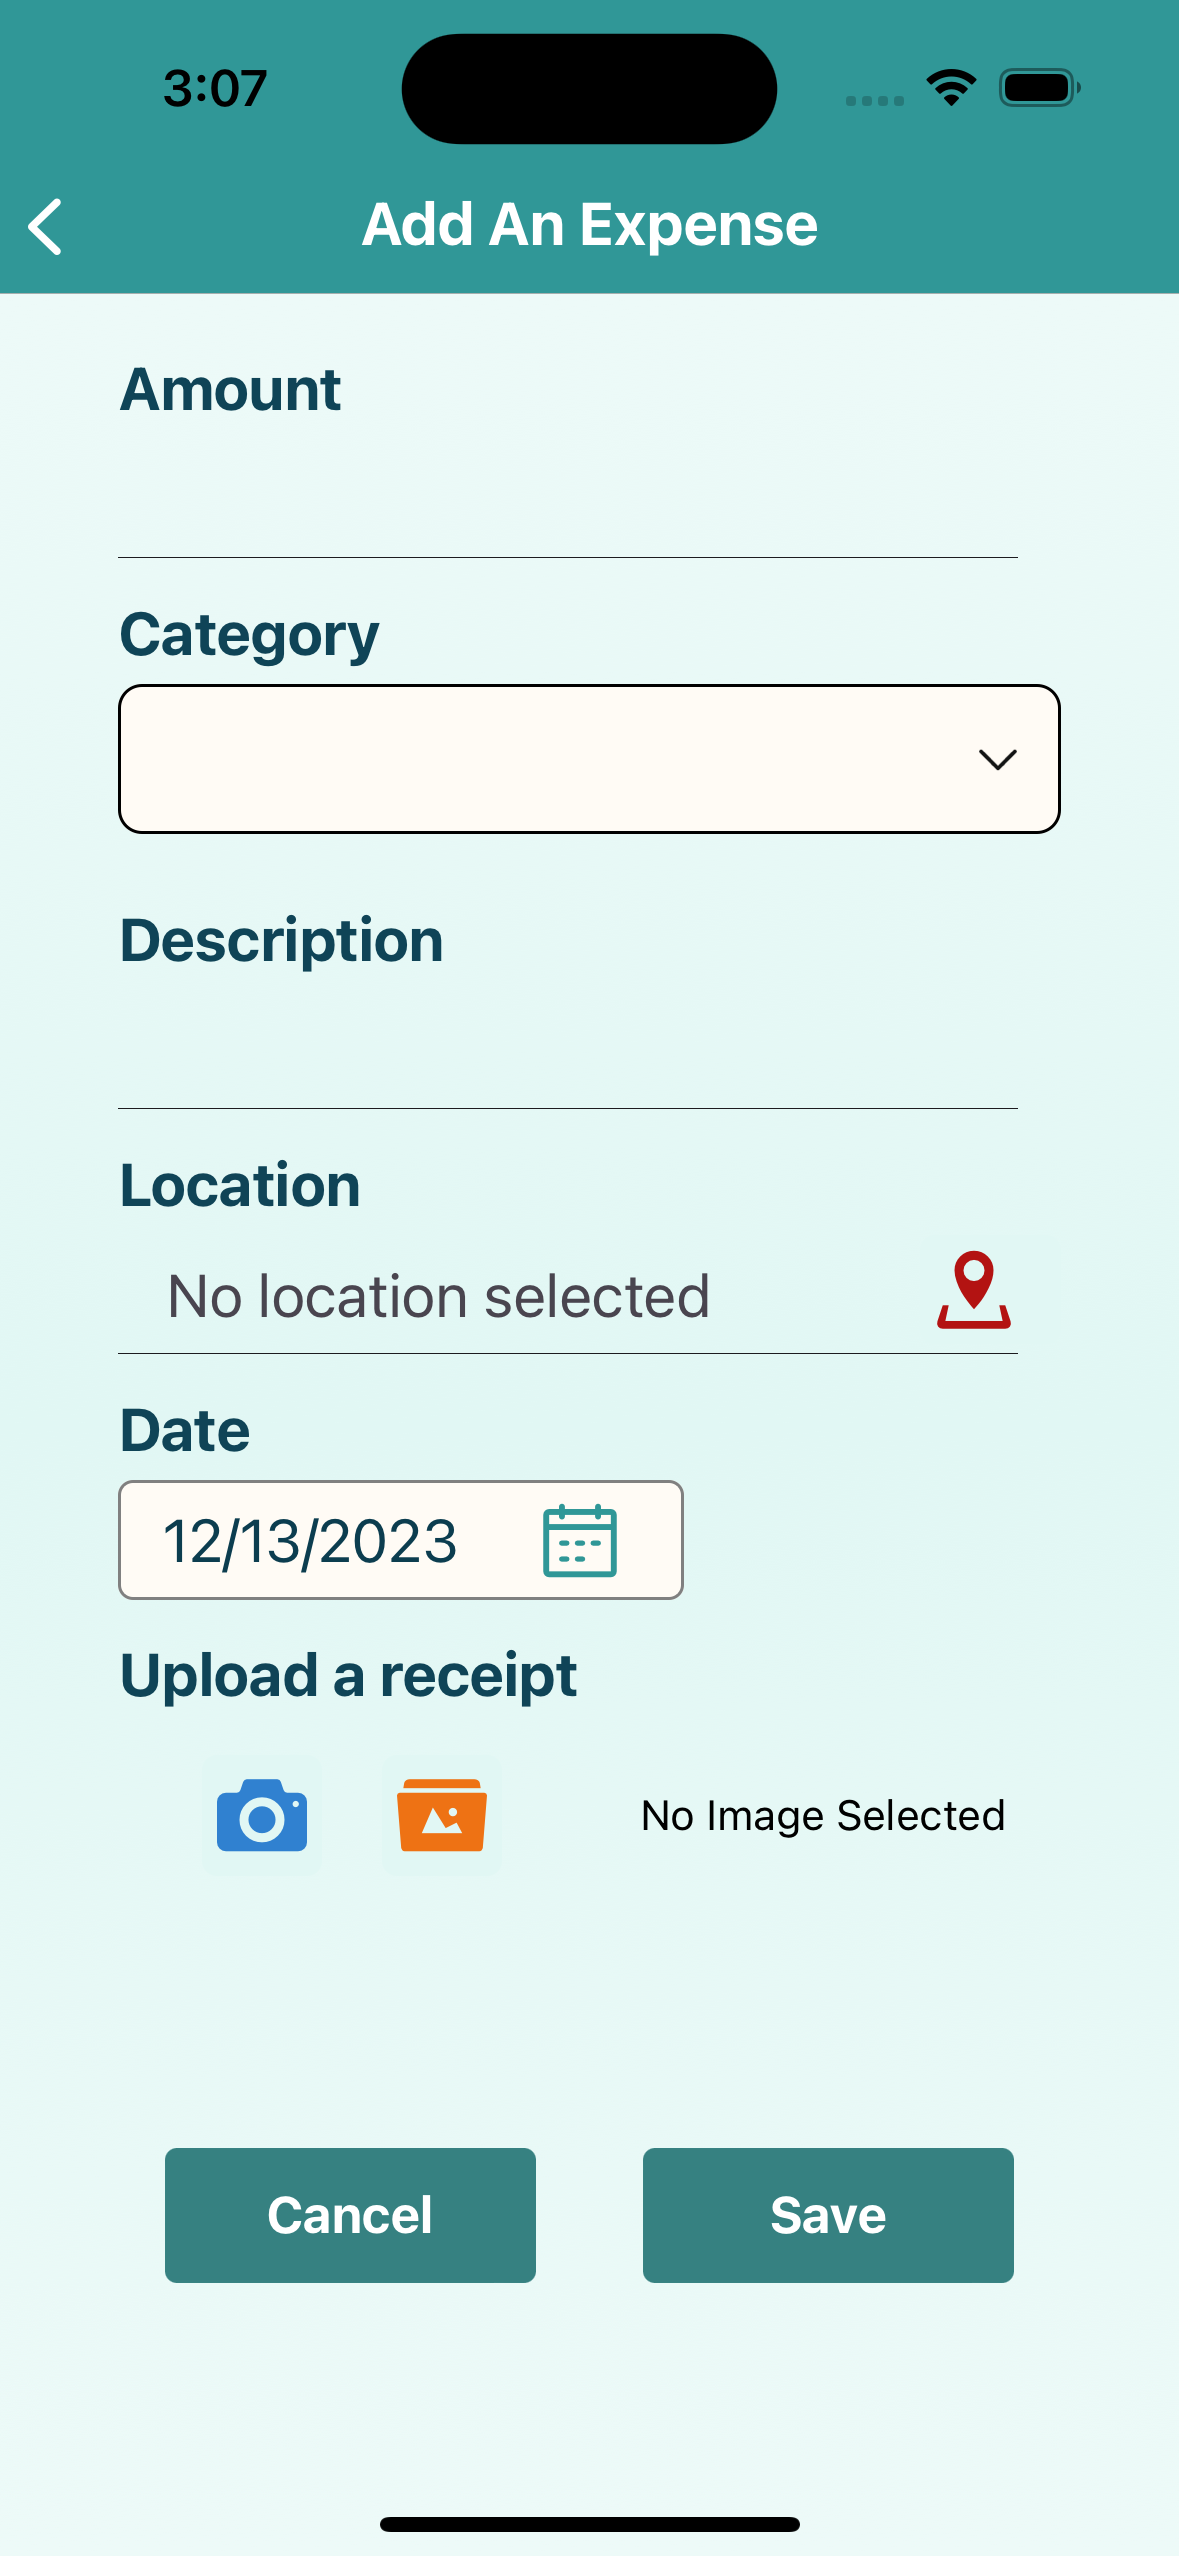 3:07
Add An Expense
Amount
Category
Description
Location
No location selected
Date
12/13/2023
Upload a receipt
No Image Selected
Cancel
Save